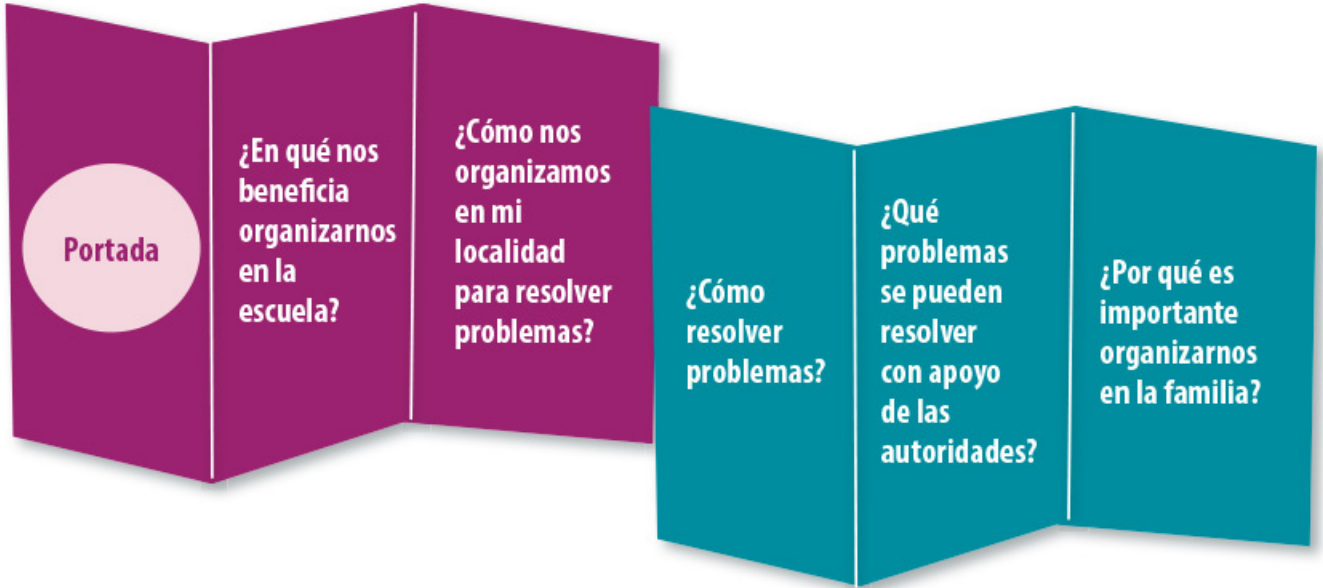 Portada
¿En qué nos
beneficia
organizarnos
en la
escuela?
¿Cómo nos
organizamos
en mi
localidad
para resolver
problemas?
¿Cómo
resolver
problemas?
¿Qué
problemas
se pueden
resolver
con apoyo
de las
autoridades?
¿Por qué es
importante
organizarnos
en la familia?